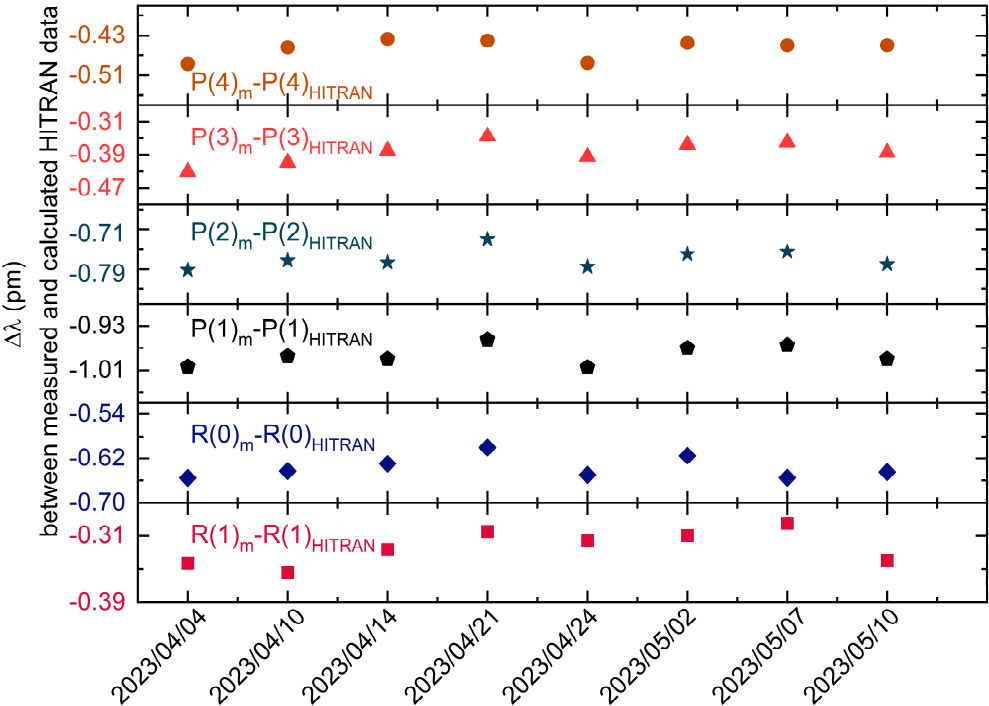 Δλ (pm)
between measured and calculated HITRAN data
-0.43
-0.51
P(4)m-P(4)HITRAN
-0.31
-0.39
-0.47
P(3)m-P(3)HITRAN
-0.71
-0.79
P(2)m-P(2)HITRAN
-0.93
-1.01
P(1)m-P(1)HITRAN
-0.54
-0.62
-0.70
R(0)m-R(0)HITRAN
-0.31
-0.39
R(1)m-R(1)HITRAN
2023/04/04
2023/04/10
2023/04/14
2023/04/21
2023/04/24
2023/05/02
2023/05/07
2023/05/10